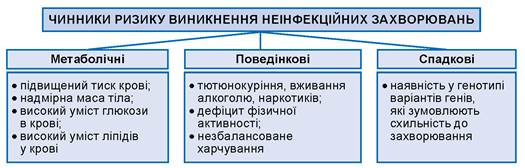 ЧИННИКИ РИЗИКУ ВИНИКНЕННЯ НЕІНФЕКЦІЙНИХ ЗАХВОРЮВАНЬ
Метаболічні
• підвищений тиск крові;
• надмірна маса тіла;
• високий уміст глюкози
в крові;
• високий уміст ліпідів
у крові
Поведінкові
• тютюнокуріння, вживання
алкоголю, наркотиків;
• дефіцит фізичної
активності;
• незбалансоване
харчування
Спадкові
• наявність у генотипі
варіантів генів,
які зумовлюють
схильність до
захворювання